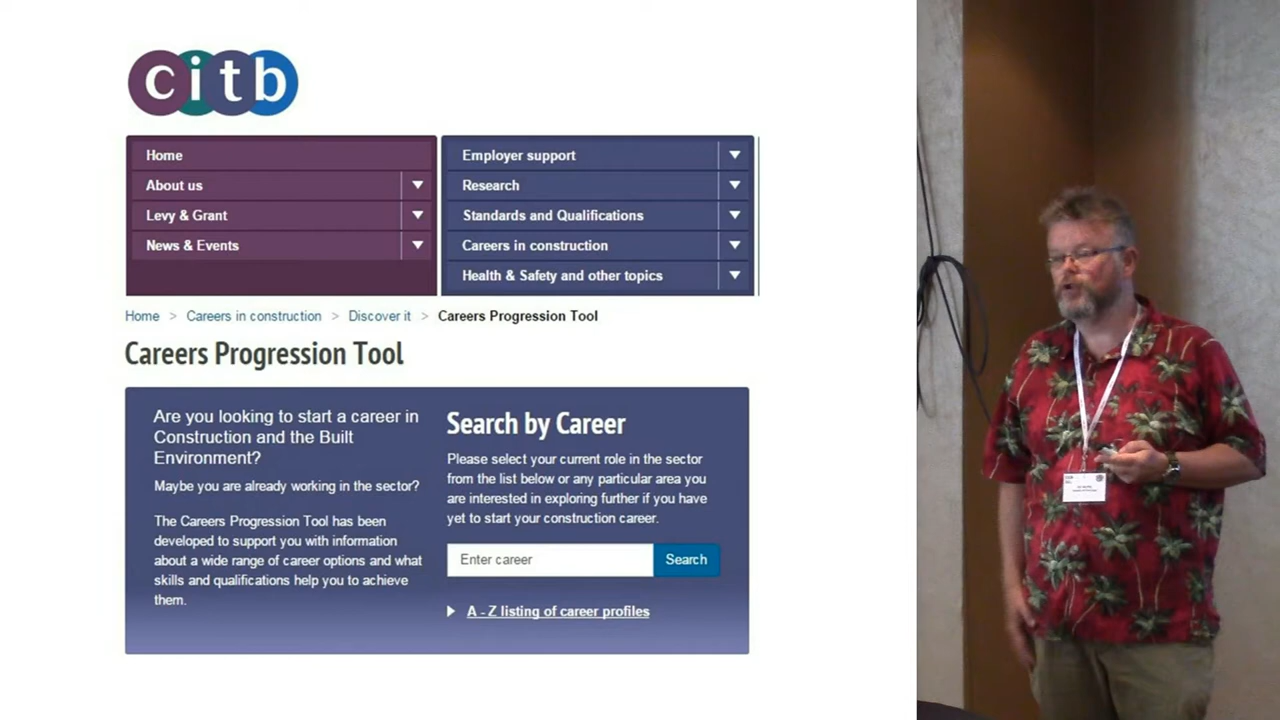 citb
Home
About us
Levy & Grant
News & Events
Employer support
Research
Standards and Qualifications
Careers in construction
Health & Safety and other topics
Home > Careers in construction > Discover it > Careers Progression Tool
Careers Progression Tool
Are you looking to start a career in
Construction and the Built
Environment?
Maybe you are already working in the sector?
The Careers Progression Tool has been
developed to support you with information
about a wide range of career options and what
skills and qualifications help you to achieve
them.
Search by Career
Please select your current role in the sector
from the list below or any particular area you
are interested in exploring further if you have
yet to start your construction career.
Enter career
Search
A - Z listing of career profiles